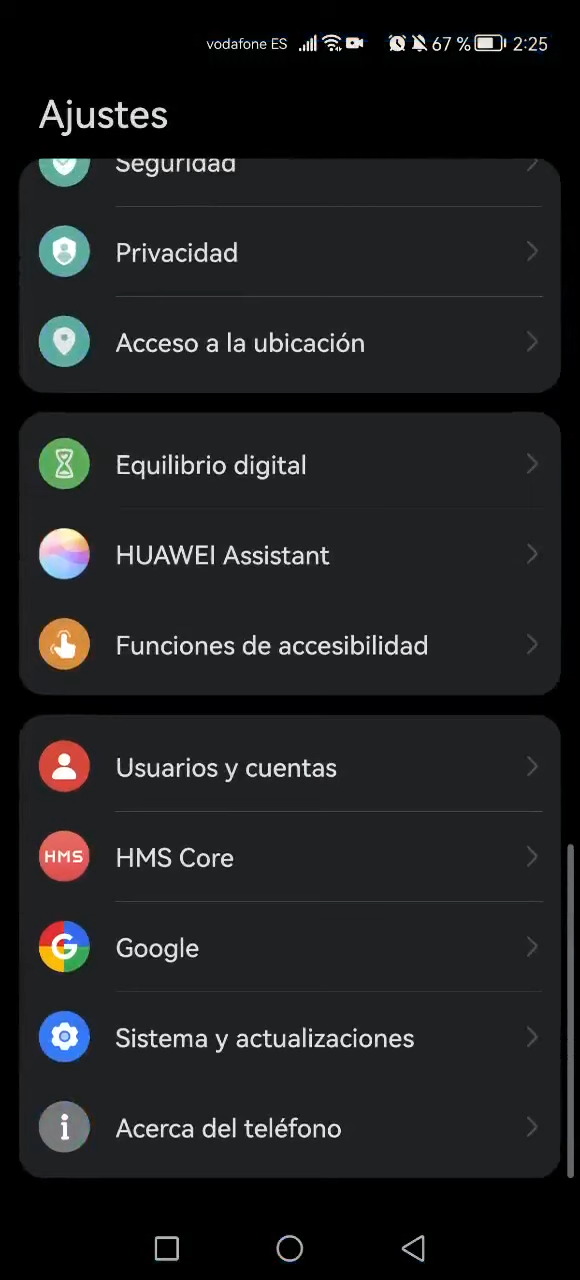 vodafone ES 67 % 2:25
Ajustes
Seguridad
Privacidad
Acceso a la ubicación
Equilibrio digital
HUAWEI Assistant
Funciones de accesibilidad
Usuarios y cuentas
HMS HMS Core
G Google
Sistema y actualizaciones
i Acerca del teléfono